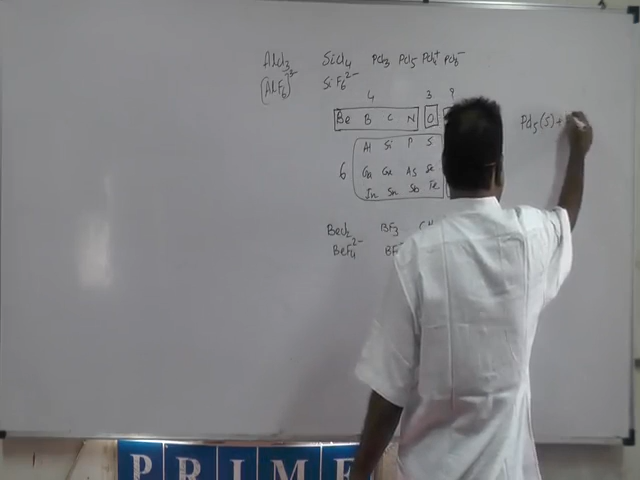 AlCl3 SiCl4 PCl3 PCl5 PCl4+ PCl6-
(AlF6)3- SiF6 2-
4 3
Be B C N O
Al Si P S
6 Ga Ge As Se
In Sn Sb Te
BeCl2 BF3
BeF4 2-
PCl5(S) +
PRIME